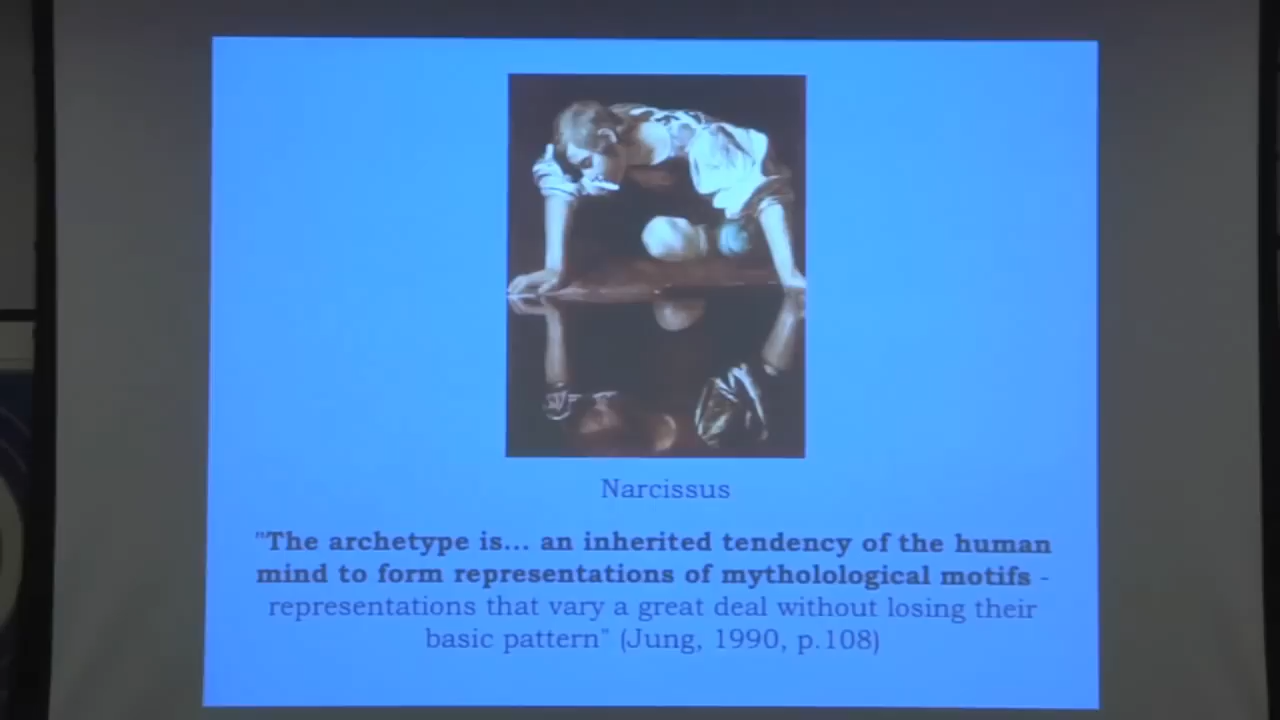 Narcissus
"The archetype is... an inherited tendency of the human
mind to form representations of mytholological motifs -
representations that vary a great deal without losing their
basic pattern" (Jung, 1990, p.108)